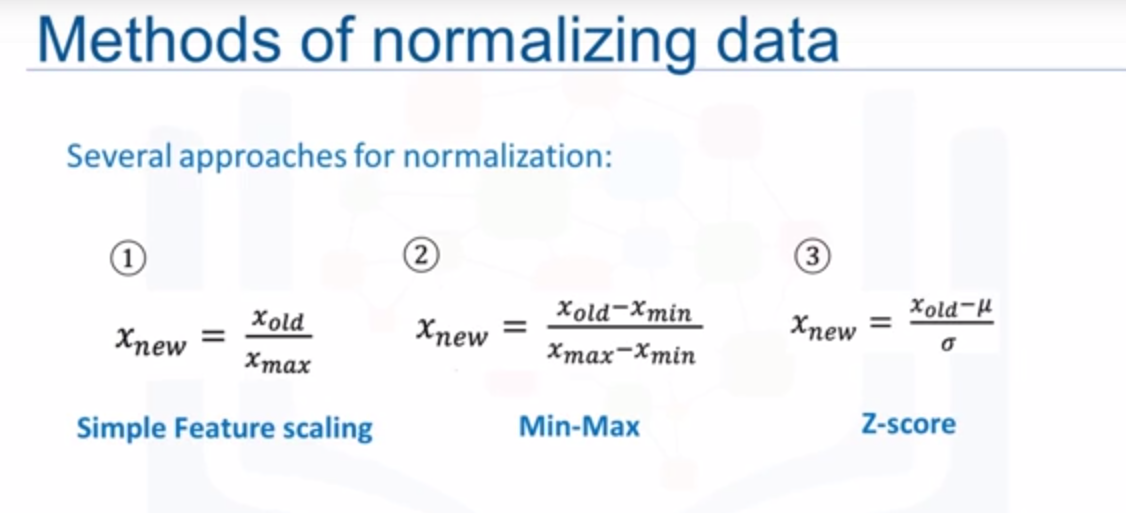 Methods of normalizing data
Several approaches for normalization:
① ② ③
x_new = x_old / x_max
x_new = (x_old−x_min) / (x_max−x_min)
x_new = (x_old−μ) / σ
Simple Feature scaling Min-Max Z-score